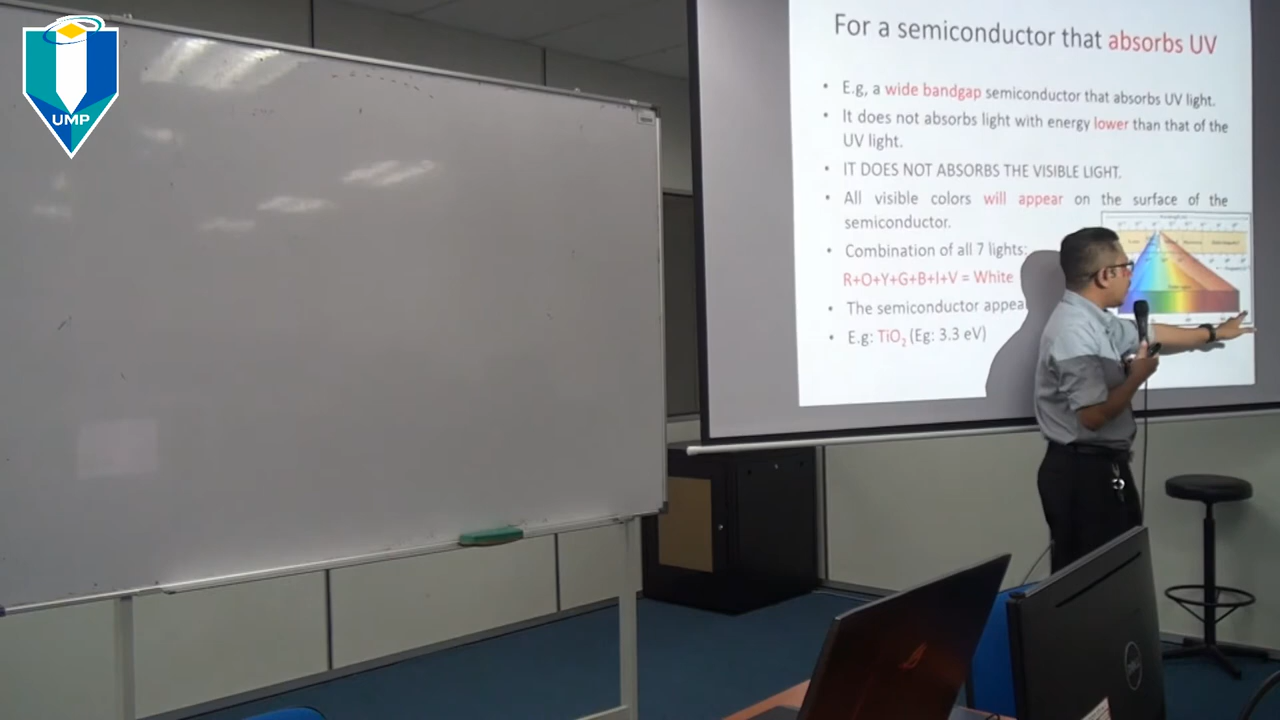 UMP
For a semiconductor that absorbs UV
• E.g, a wide bandgap semiconductor that absorbs UV light.
• It does not absorbs light with energy lower than that of the
UV light.
• IT DOES NOT ABSORBS THE VISIBLE LIGHT.
• All visible colors will appear on the surface of the
semiconductor.
• Combination of all 7 lights:
R+O+Y+G+B+I+V = White
• The semiconductor appea
• E.g: TiO₂ (Eg: 3.3 eV)
DELL